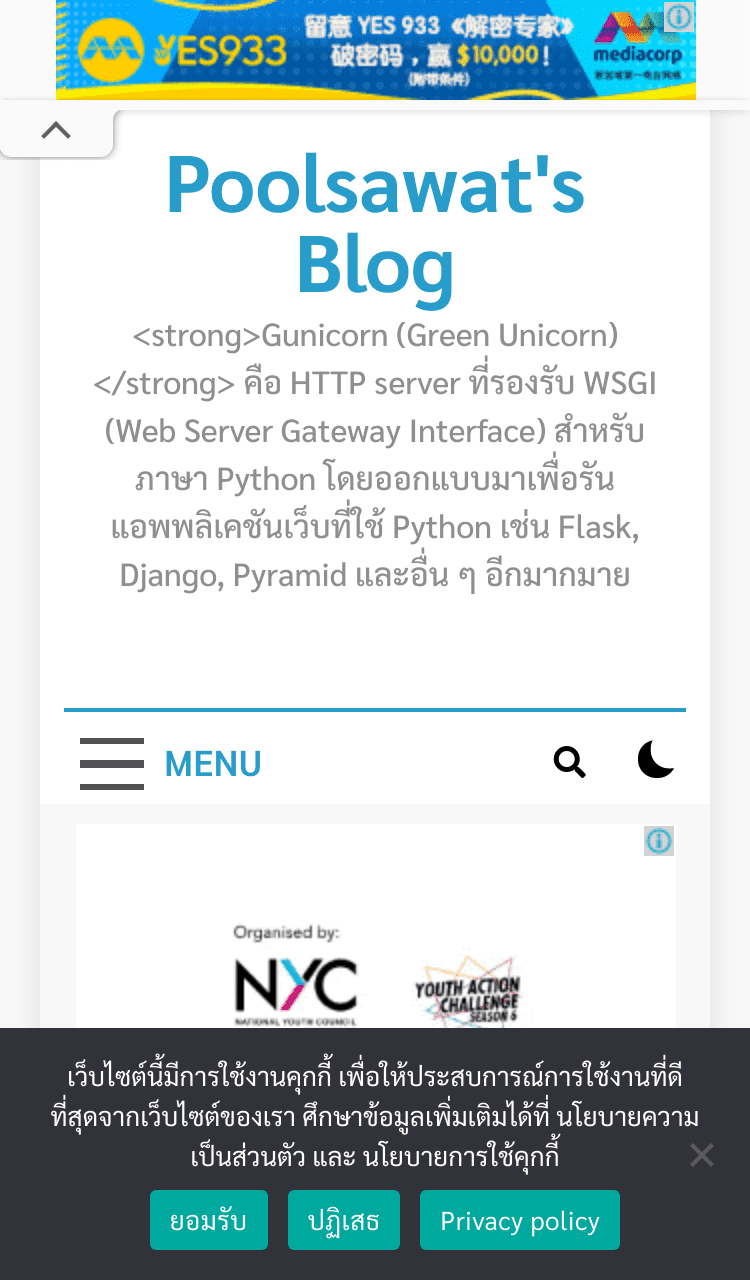 留意 YES 933《解密专家》
YES933
破密码，赢 $10,000！
(附带条件)
mediacorp
Poolsawat's
Blog
<strong>Gunicorn (Green Unicorn)
</strong> คือ HTTP server ที่รองรับ WSGI
(Web Server Gateway Interface) สำหรับ
ภาษา Python โดยออกแบบมาเพื่อรัน
แอพพลิเคชันเว็บที่ใช้ Python เช่น Flask,
Django, Pyramid และอื่น ๆ อีกมากมาย
MENU
Organised by:
NYC
NATIONAL YOUTH COUNCIL
YOUTH ACTION
CHALLENGE
SEASON 6
เว็บไซต์นี้มีการใช้งานคุกกี้ เพื่อให้ประสบการณ์การใช้งานที่ดี
ที่สุดจากเว็บไซต์ของเรา ศึกษาข้อมูลเพิ่มเติมได้ที่ นโยบายความ
เป็นส่วนตัว และ นโยบายการใช้คุกกี้
ยอมรับ
ปฏิเสธ
Privacy policy